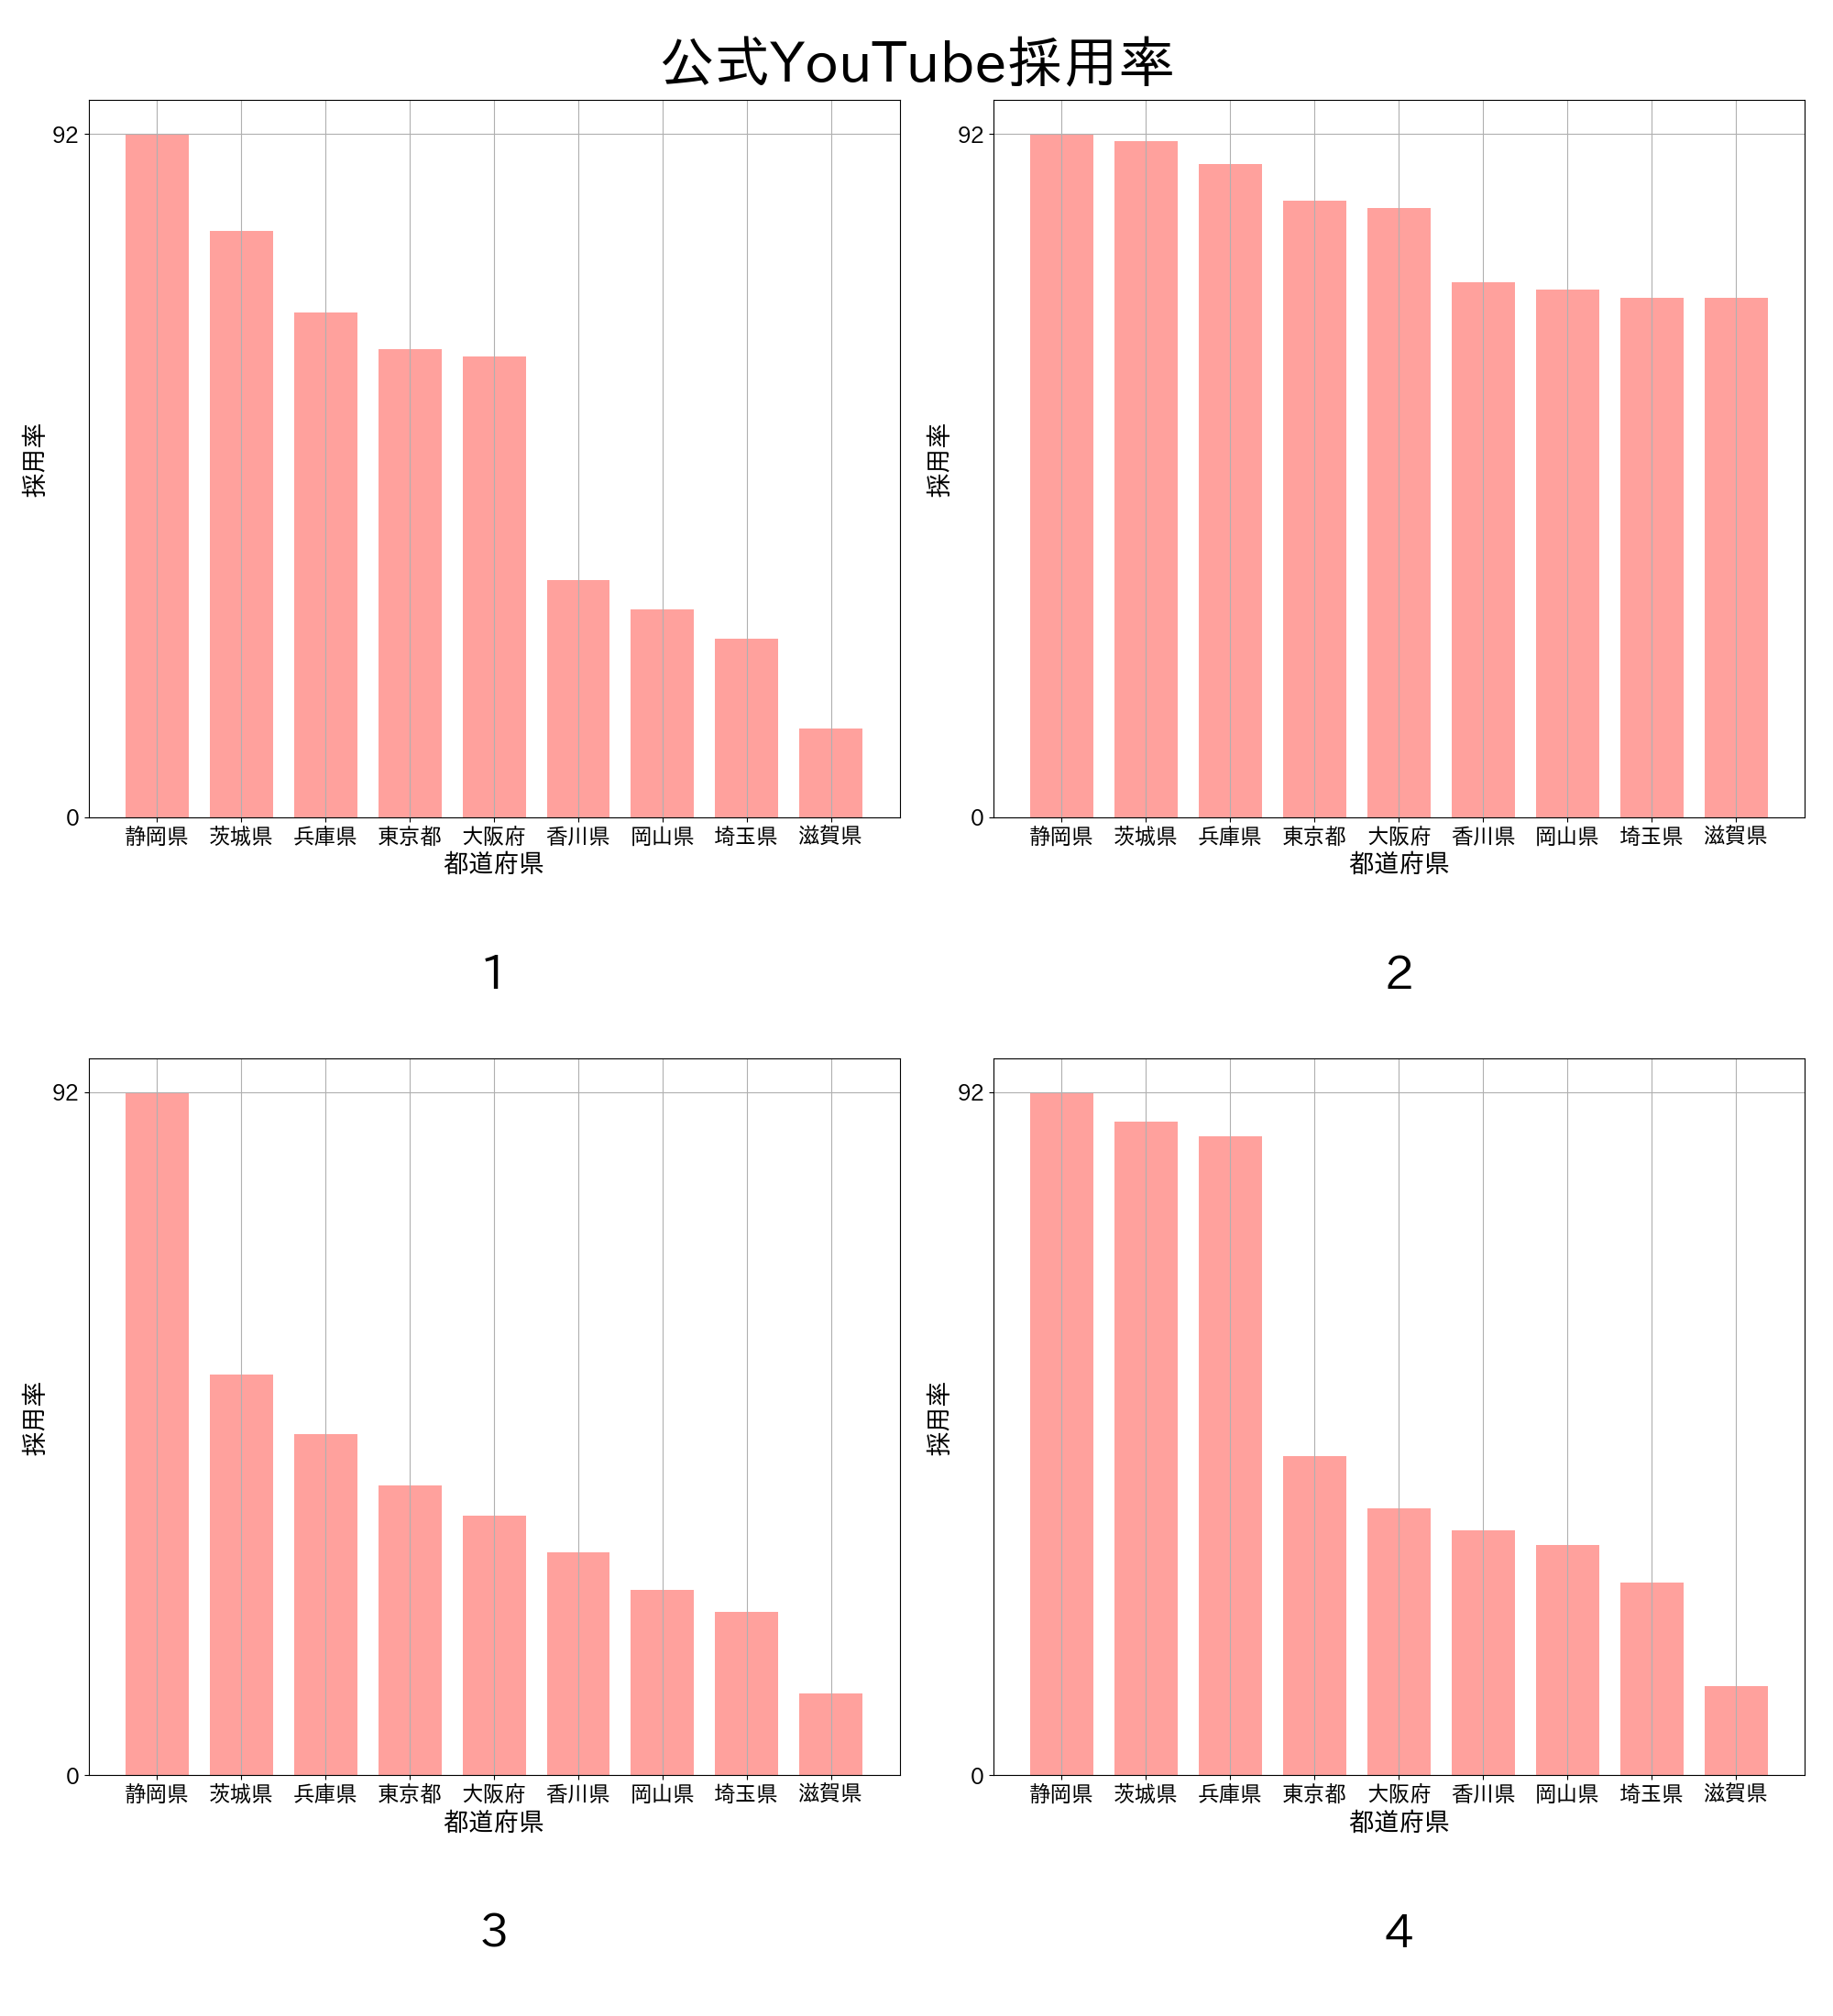 公式YouTube採用率
92
0
採用率
静岡県 茨城県 兵庫県 東京都 大阪府 香川県 岡山県 埼玉県 滋賀県
都道府県
1
92
0
採用率
静岡県 茨城県 兵庫県 東京都 大阪府 香川県 岡山県 埼玉県 滋賀県
都道府県
2
92
0
採用率
静岡県 茨城県 兵庫県 東京都 大阪府 香川県 岡山県 埼玉県 滋賀県
都道府県
3
92
0
採用率
静岡県 茨城県 兵庫県 東京都 大阪府 香川県 岡山県 埼玉県 滋賀県
都道府県
4